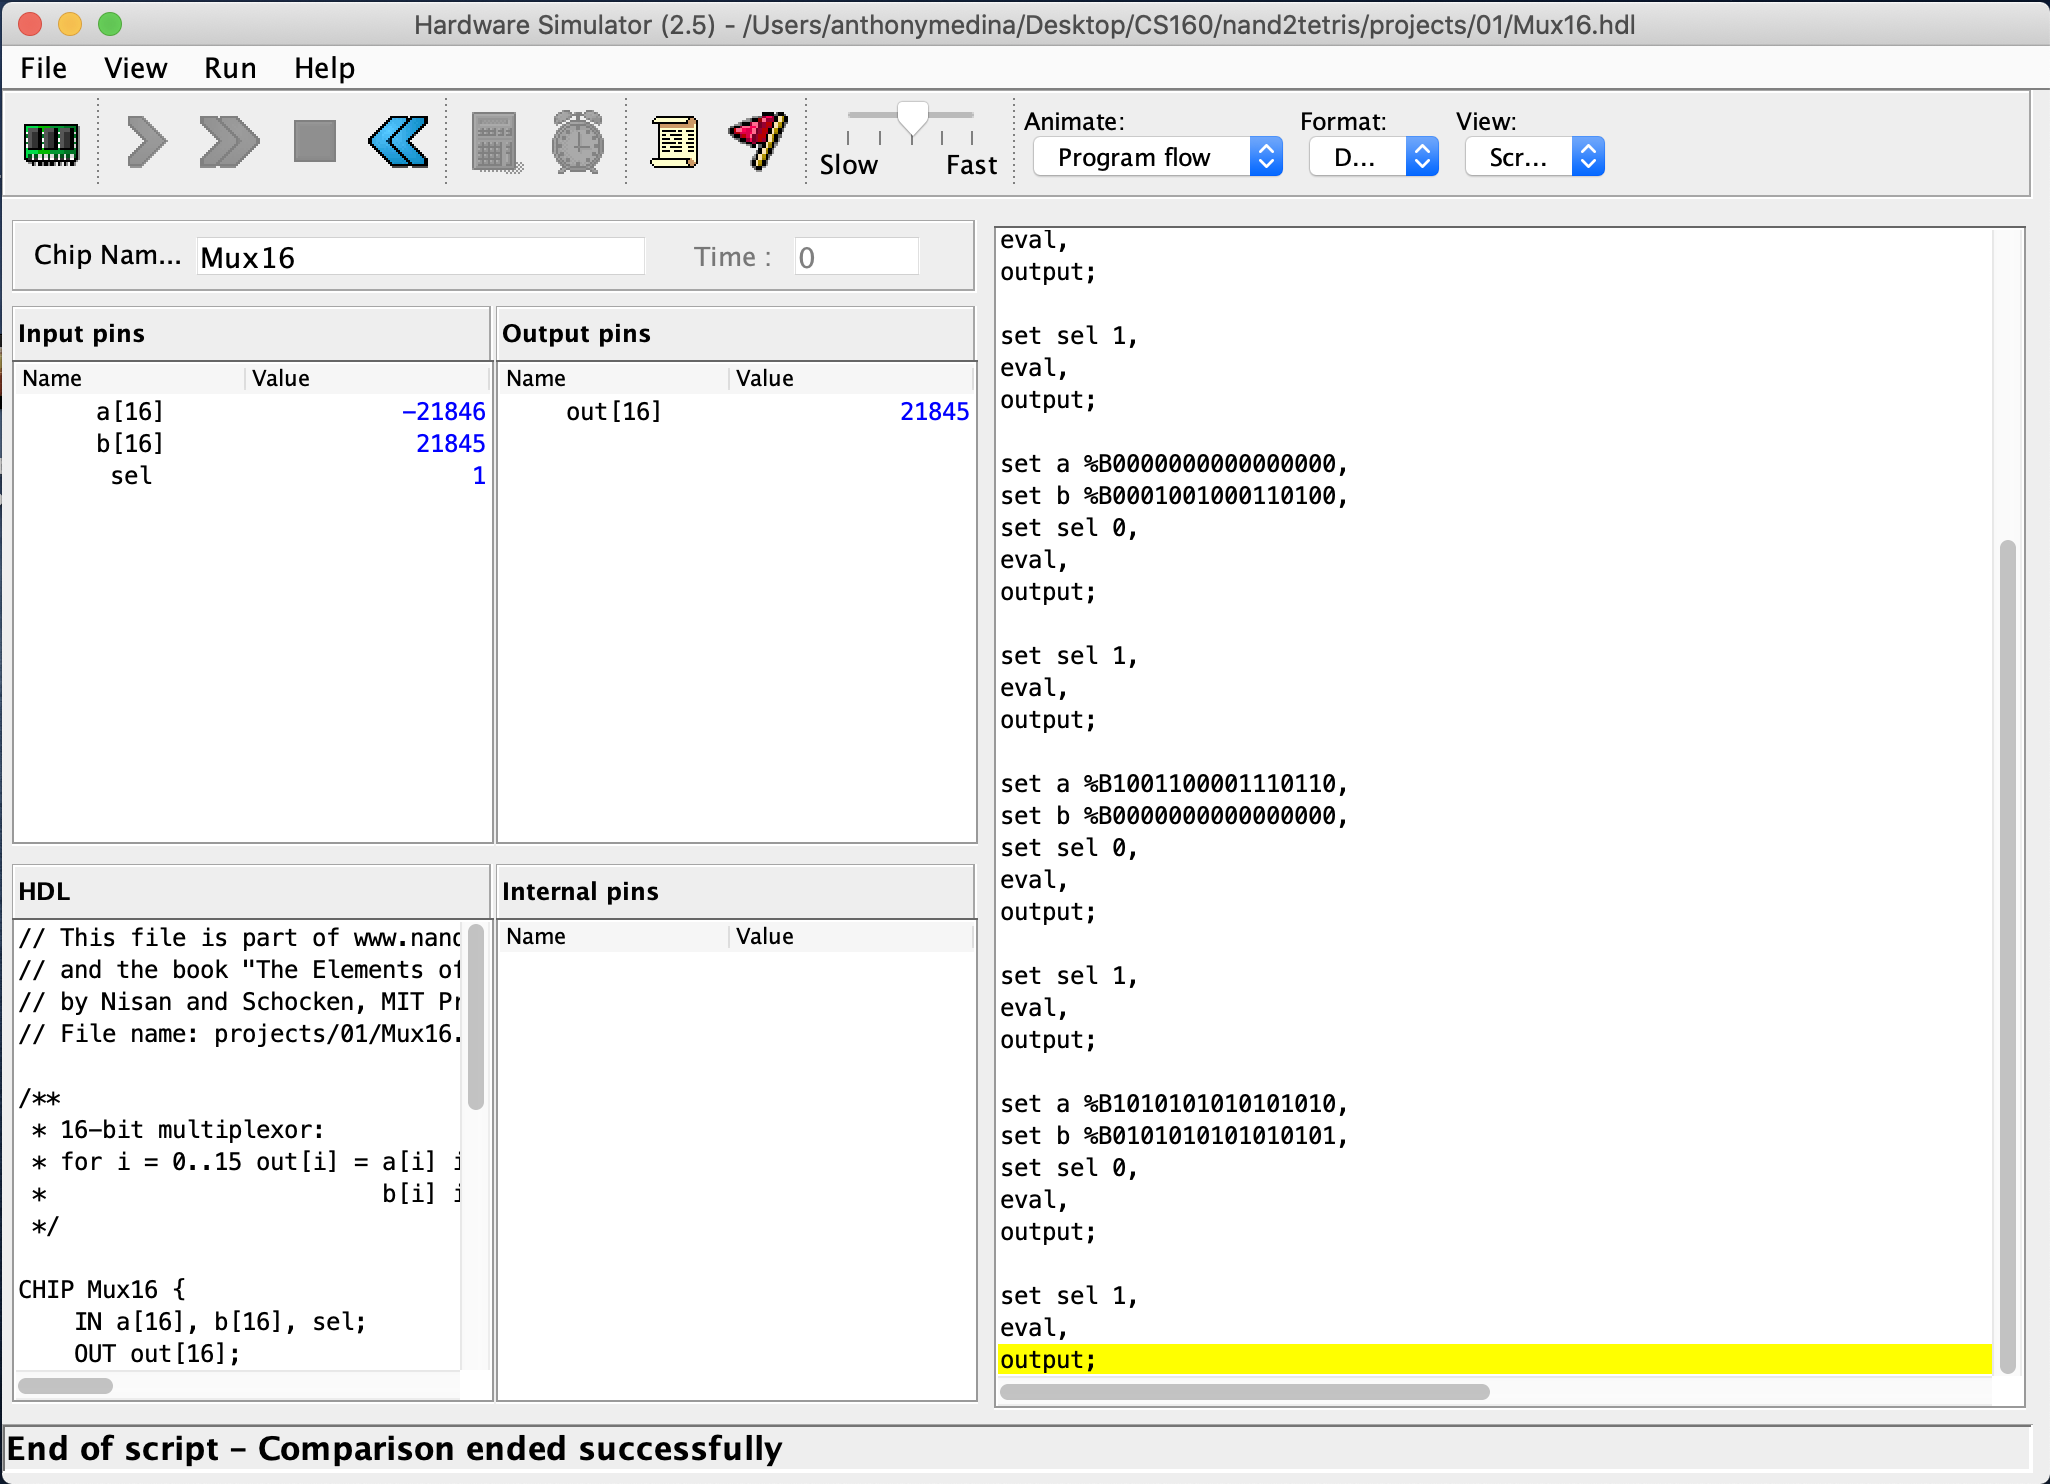 Hardware Simulator (2.5) - /Users/anthonymedina/Desktop/CS160/nand2tetris/projects/01/Mux16.hdl
File View Run Help
Slow Fast
Animate:
Program flow
Format:
D...
View:
Scr...
Chip Nam... Mux16 Time : 0
Input pins
Name Value
a[16] -21846
b[16] 21845
sel 1
Output pins
Name Value
out[16] 21845
HDL
// This file is part of www.nand
// and the book "The Elements of
// by Nisan and Schocken, MIT Pr
// File name: projects/01/Mux16.
/**
* 16-bit multiplexor:
* for i = 0..15 out[i] = a[i] i
* b[i] i
*/
CHIP Mux16 {
IN a[16], b[16], sel;
OUT out[16];
Internal pins
Name Value
eval,
output;
set sel 1,
eval,
output;
set a %B0000000000000000,
set b %B0001001000110100,
set sel 0,
eval,
output;
set sel 1,
eval,
output;
set a %B1001100001110110,
set b %B0000000000000000,
set sel 0,
eval,
output;
set sel 1,
eval,
output;
set a %B1010101010101010,
set b %B0101010101010101,
set sel 0,
eval,
output;
set sel 1,
eval,
output;
End of script - Comparison ended successfully